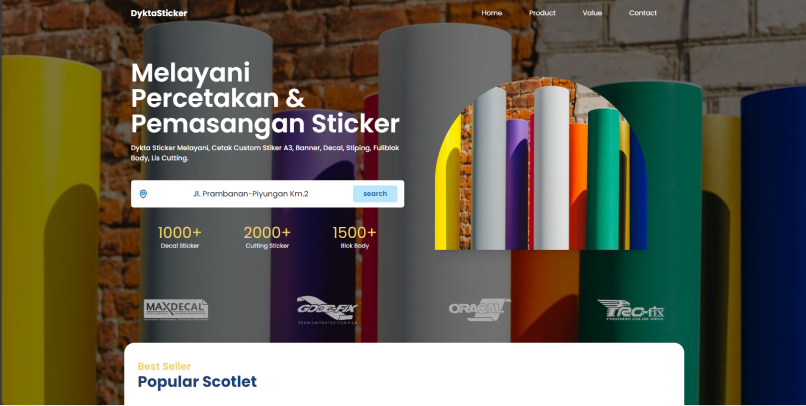 DyktaSticker
Home
Product
Value
Contact
Melayani
Percetakan &
Pemasangan Sticker
Dykta Sticker Melayani, Cetak Custom Stiker A3, Banner, Decal, Stiping, Fullblok
Body, Lis Cutting.
Jl. Prambanan-Piyungan Km.2
search
1000+
2000+
1500+
Decal Sticker
Cutting Sticker
Blok Body
MAXDECAL
ORACAL
TRO-fix
Best Seller
Popular Scotlet